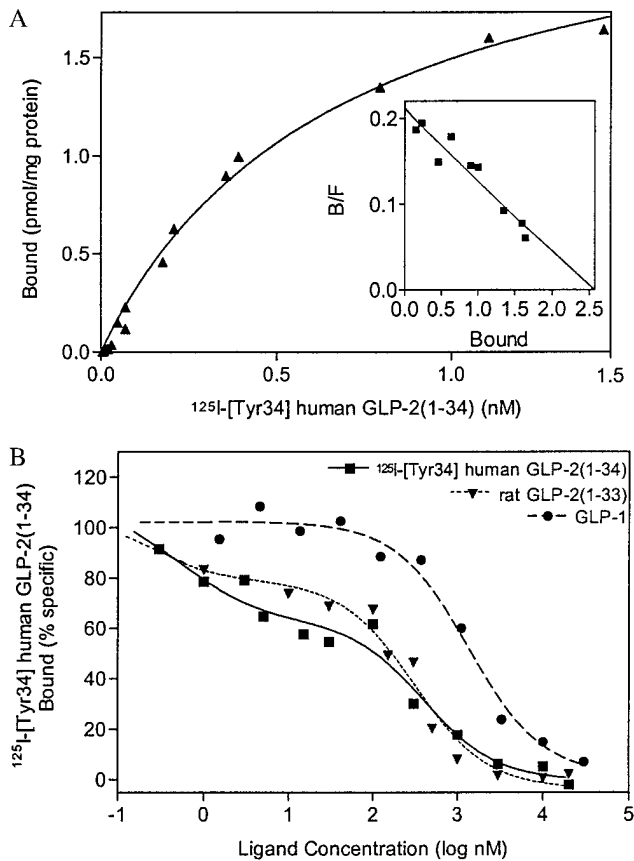 A
Bound (pmol/mg protein)
1.5
1.0
0.5
0.0
0.0 0.5 1.0 1.5
¹²⁵I-[Tyr34] human GLP-2(1-34) (nM)
B/F
0.2
0.1
0.0
0.0 0.5 1.0 1.5 2.0 2.5
Bound
B
¹²⁵I-[Tyr34] human GLP-2(1-34)
Bound (% specific)
120
100
80
60
40
20
0
¹²⁵I-[Tyr34] human GLP-2(1-34)
rat GLP-2(1-33)
GLP-1
-1 0 1 2 3 4 5
Ligand Concentration (log nM)